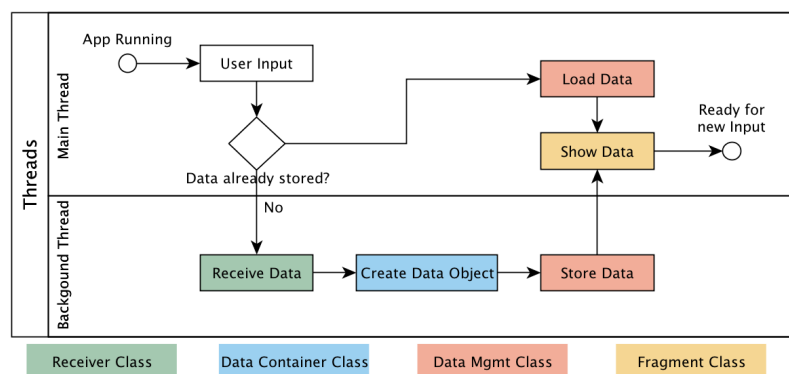 Threads
Main Thread
App Running
User Input
Data already stored?
Load Data
Show Data
Ready for
new Input
Backgound Thread
No
Receive Data
Create Data Object
Store Data
Receiver Class
Data Container Class
Data Mgmt Class
Fragment Class